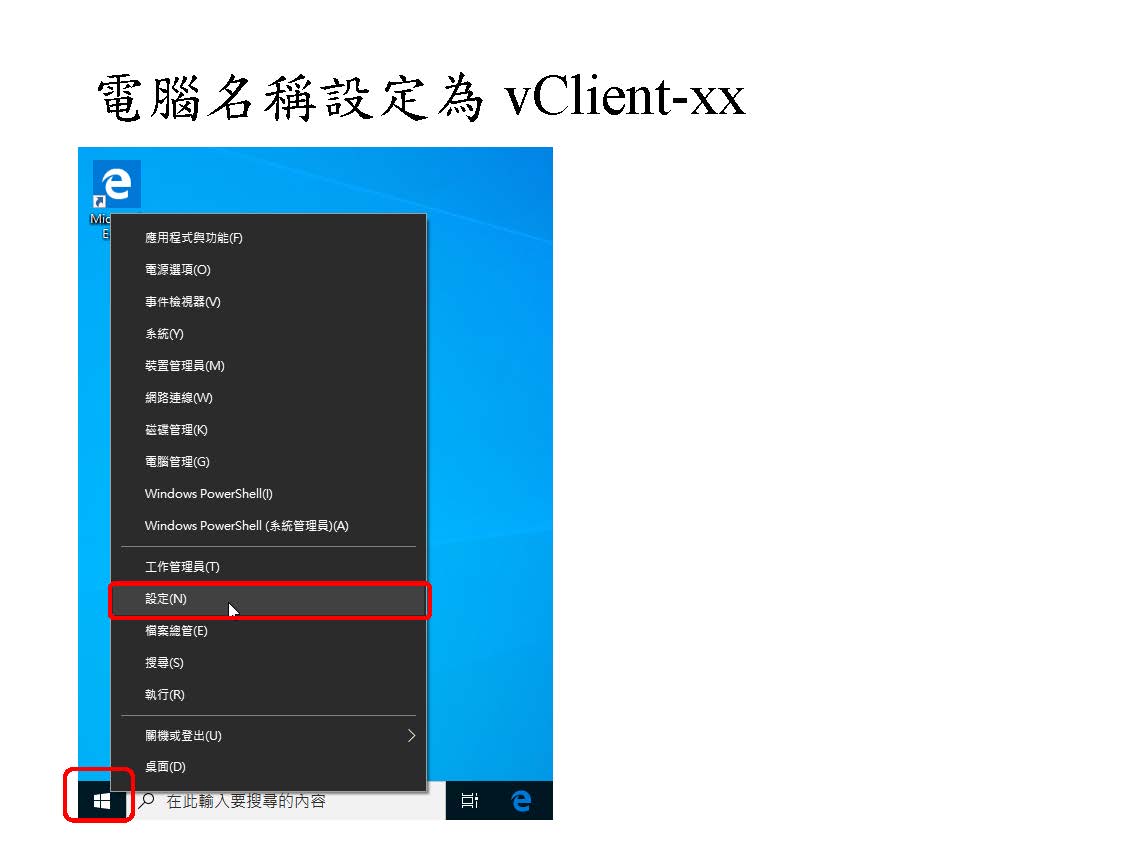 電腦名稱設定為 vClient-xx
Mic
E
應用程式與功能(F)
電源選項(O)
事件檢視器(V)
系統(Y)
裝置管理員(M)
網路連線(W)
磁碟管理(K)
電腦管理(G)
Windows PowerShell(I)
Windows PowerShell (系統管理員)(A)
工作管理員(T)
設定(N)
檔案總管(E)
搜尋(S)
執行(R)
關機或登出(U)
桌面(D)
在此輸入要搜尋的內容